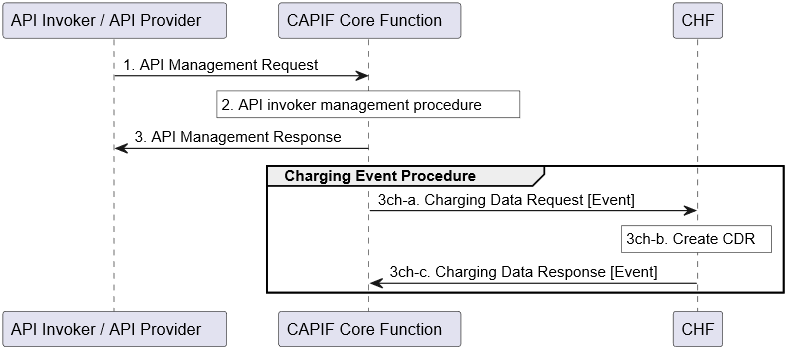 API Invoker / API Provider
CAPIF Core Function
CHF
1. API Management Request
2. API invoker management procedure
3. API Management Response
Charging Event Procedure
3ch-a. Charging Data Request [Event]
3ch-b. Create CDR
3ch-c. Charging Data Response [Event]
API Invoker / API Provider
CAPIF Core Function
CHF